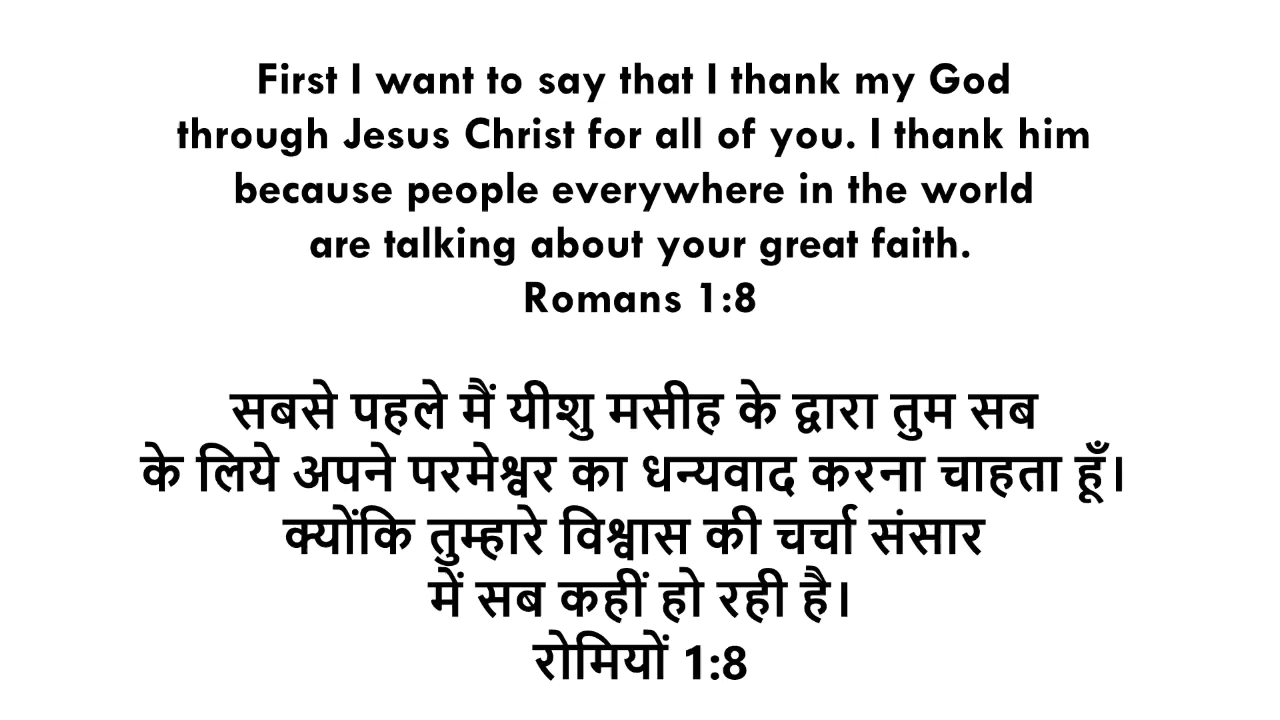 First I want to say that I thank my God
through Jesus Christ for all of you. I thank him
because people everywhere in the world
are talking about your great faith.
Romans 1:8
सबसे पहले मैं यीशु मसीह के द्वारा तुम सब
के लिये अपने परमेश्वर का धन्यवाद करना चाहता हूँ।
क्योंकि तुम्हारे विश्वास की चर्चा संसार
में सब कहीं हो रही है।
रोमियों 1:8